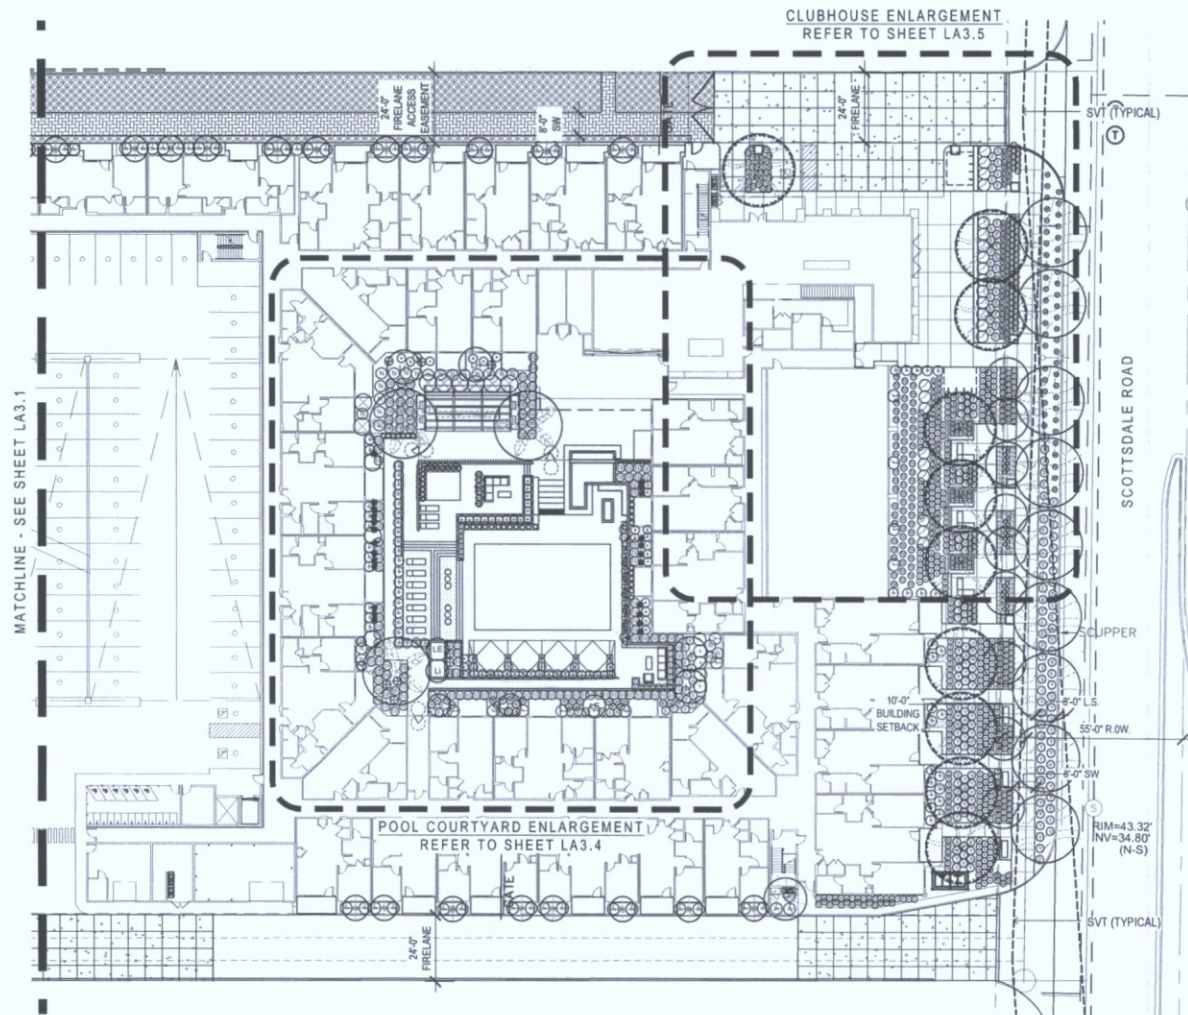 CLUBHOUSE ENLARGEMENT
REFER TO SHEET LA3.5
24'-0"
FIRELANE
ACCESS
EASEMENT
8'-0"
SW
24'-0"
FIRELANE
SVT (TYPICAL)
T
MATCHLINE - SEE SHEET LA3.1
SCOTTSDALE ROAD
LE
LI
SCUPPER
10'-0"
BUILDING
SETBACK
8'-0" L.S.
55'-0" R.O.W.
8'-0" SW
S
RIM=43.32'
INV=34.80'
(N-S)
POOL COURTYARD ENLARGEMENT
REFER TO SHEET LA3.4
GATE
24'-0"
FIRELANE
SVT (TYPICAL)